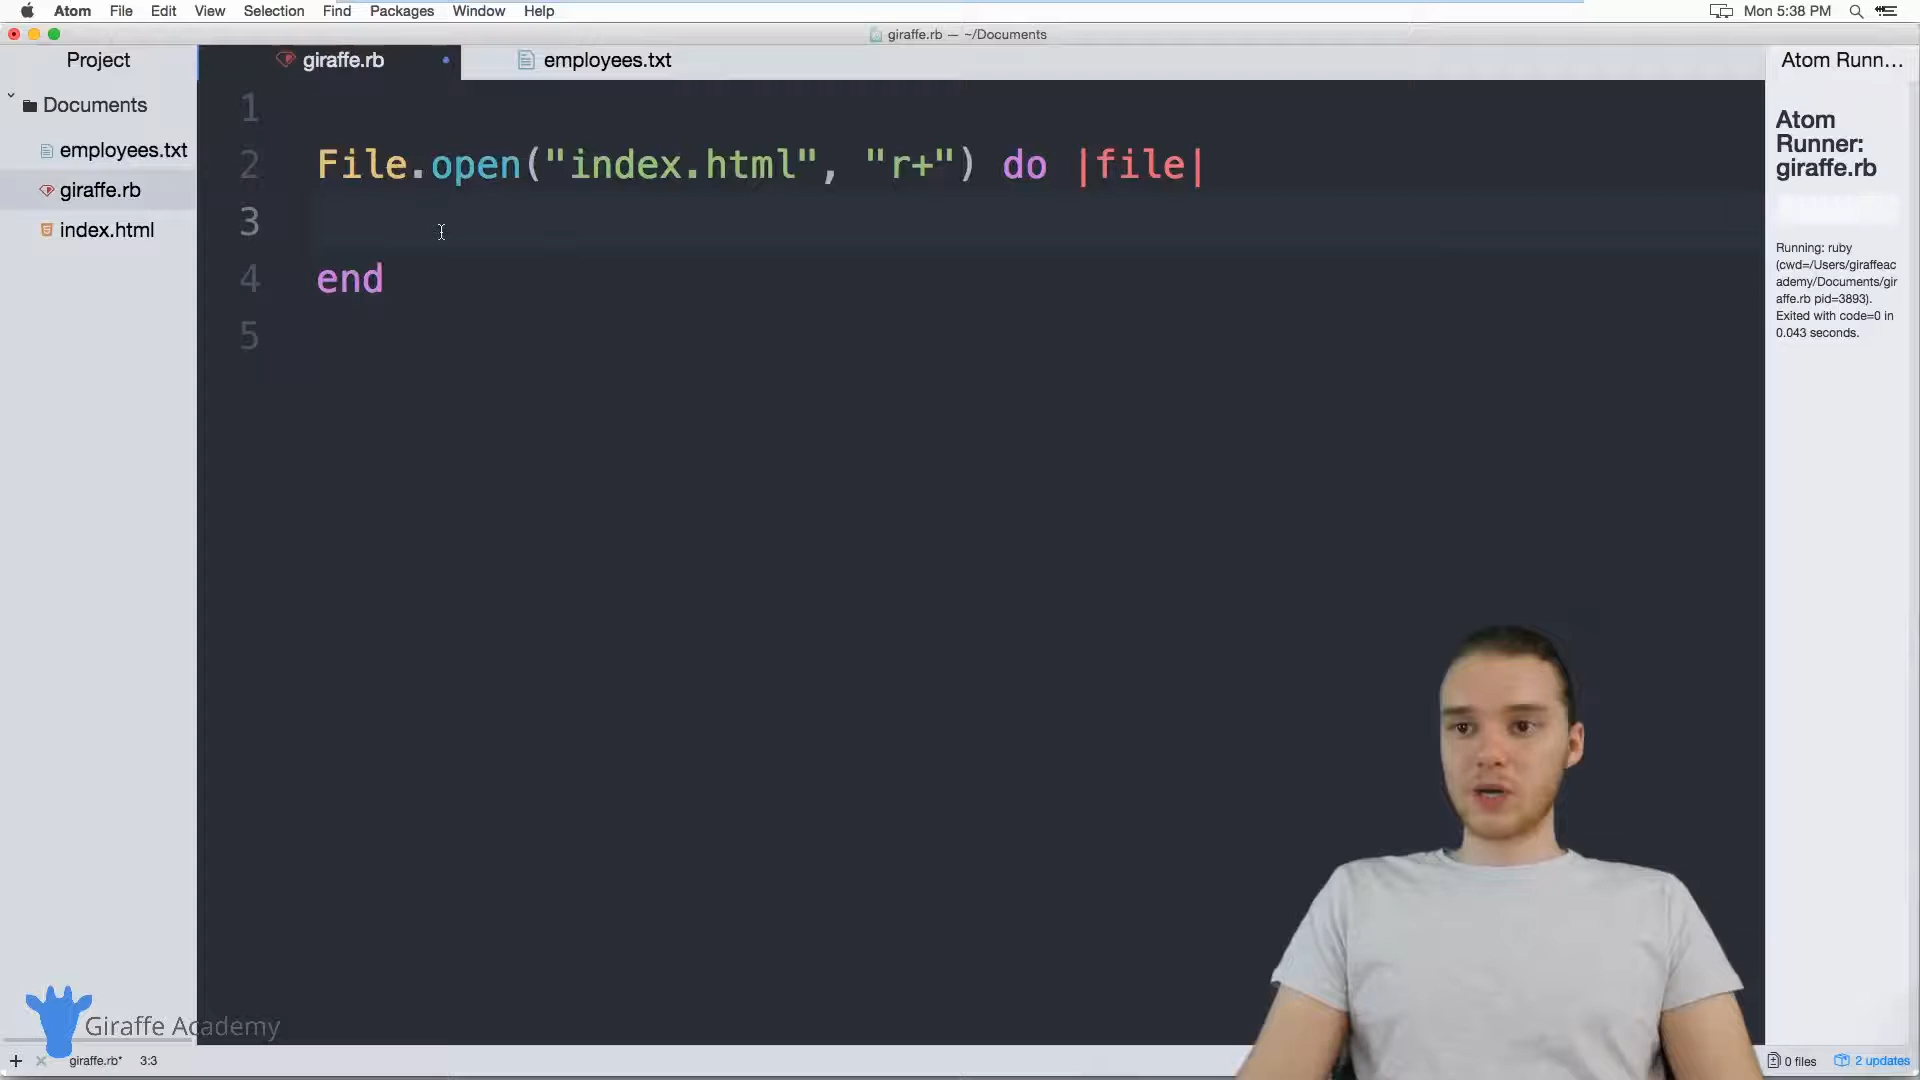 Atom File Edit View Selection Find Packages Window Help Mon 5:38 PM
giraffe.rb — ~/Documents
Project
giraffe.rb
employees.txt
Atom Runn...
Documents
employees.txt
giraffe.rb
index.html
1
2 File.open("index.html", "r+") do |file|
3
4 end
5
Atom
Runner:
giraffe.rb
Running: ruby
(cwd=/Users/giraffeac
ademy/Documents/gir
affe.rb pid=3893).
Exited with code=0 in
0.043 seconds.
Giraffe Academy
giraffe.rb* 3:3
0 files 2 updates